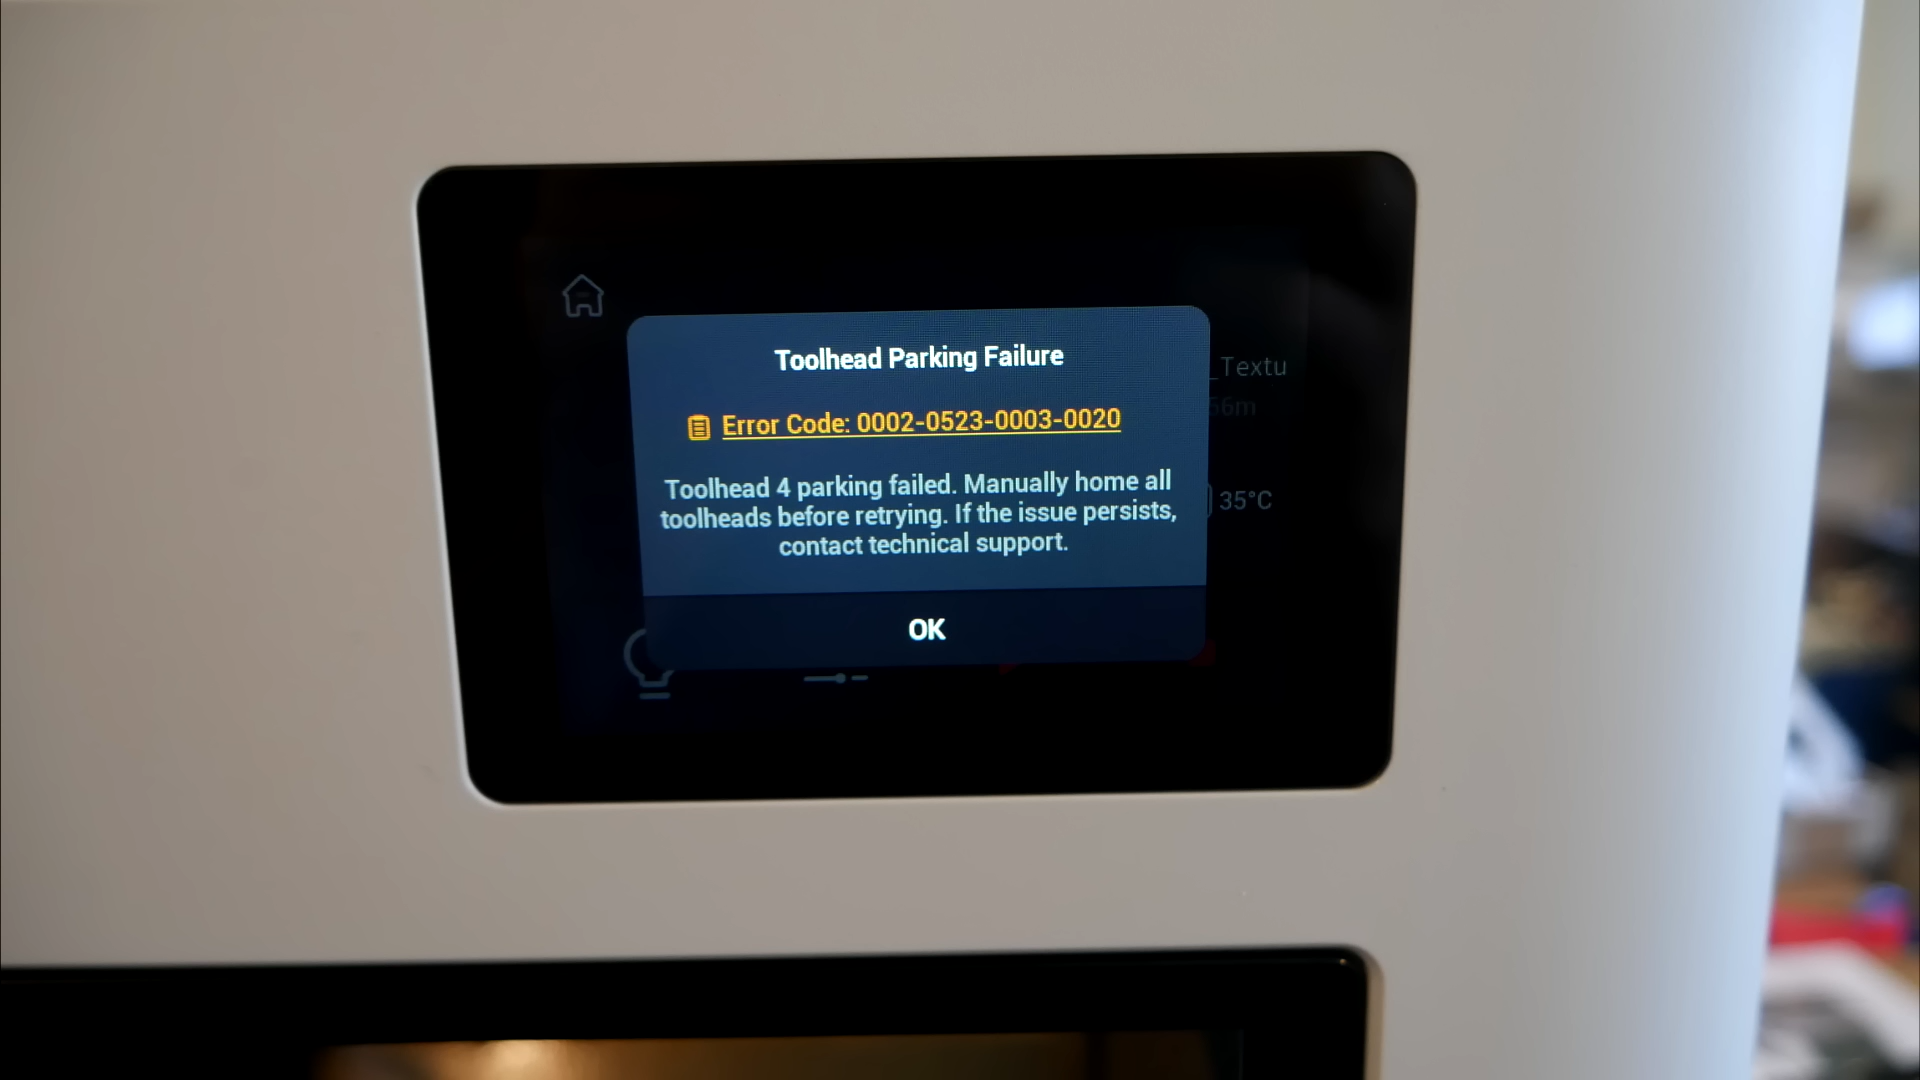 Toolhead Parking Failure
Error Code: 0002-0523-0003-0020
_Textu
56m
Toolhead 4 parking failed. Manually home all
toolheads before retrying. If the issue persists,
contact technical support.
35°C
OK